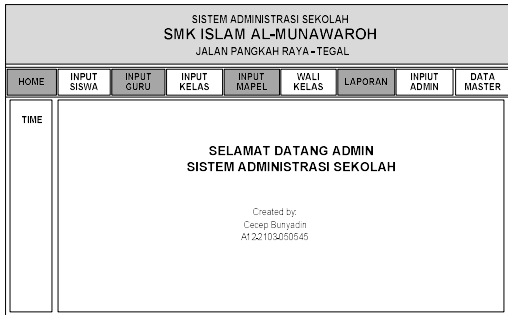 SISTEM ADMINISTRASI SEKOLAH
SMK ISLAM AL-MUNAWAROH
JALAN PANGKAH RAYA - TEGAL
HOME
INPUT SISWA
INPUT GURU
INPUT KELAS
INPUT MAPEL
WALI KELAS
LAPORAN
INPIUT ADMIN
DATA MASTER
TIME
SELAMAT DATANG ADMIN
SISTEM ADMINISTRASI SEKOLAH
Created by:
Cecep Bunyadin
A12-2103-050545